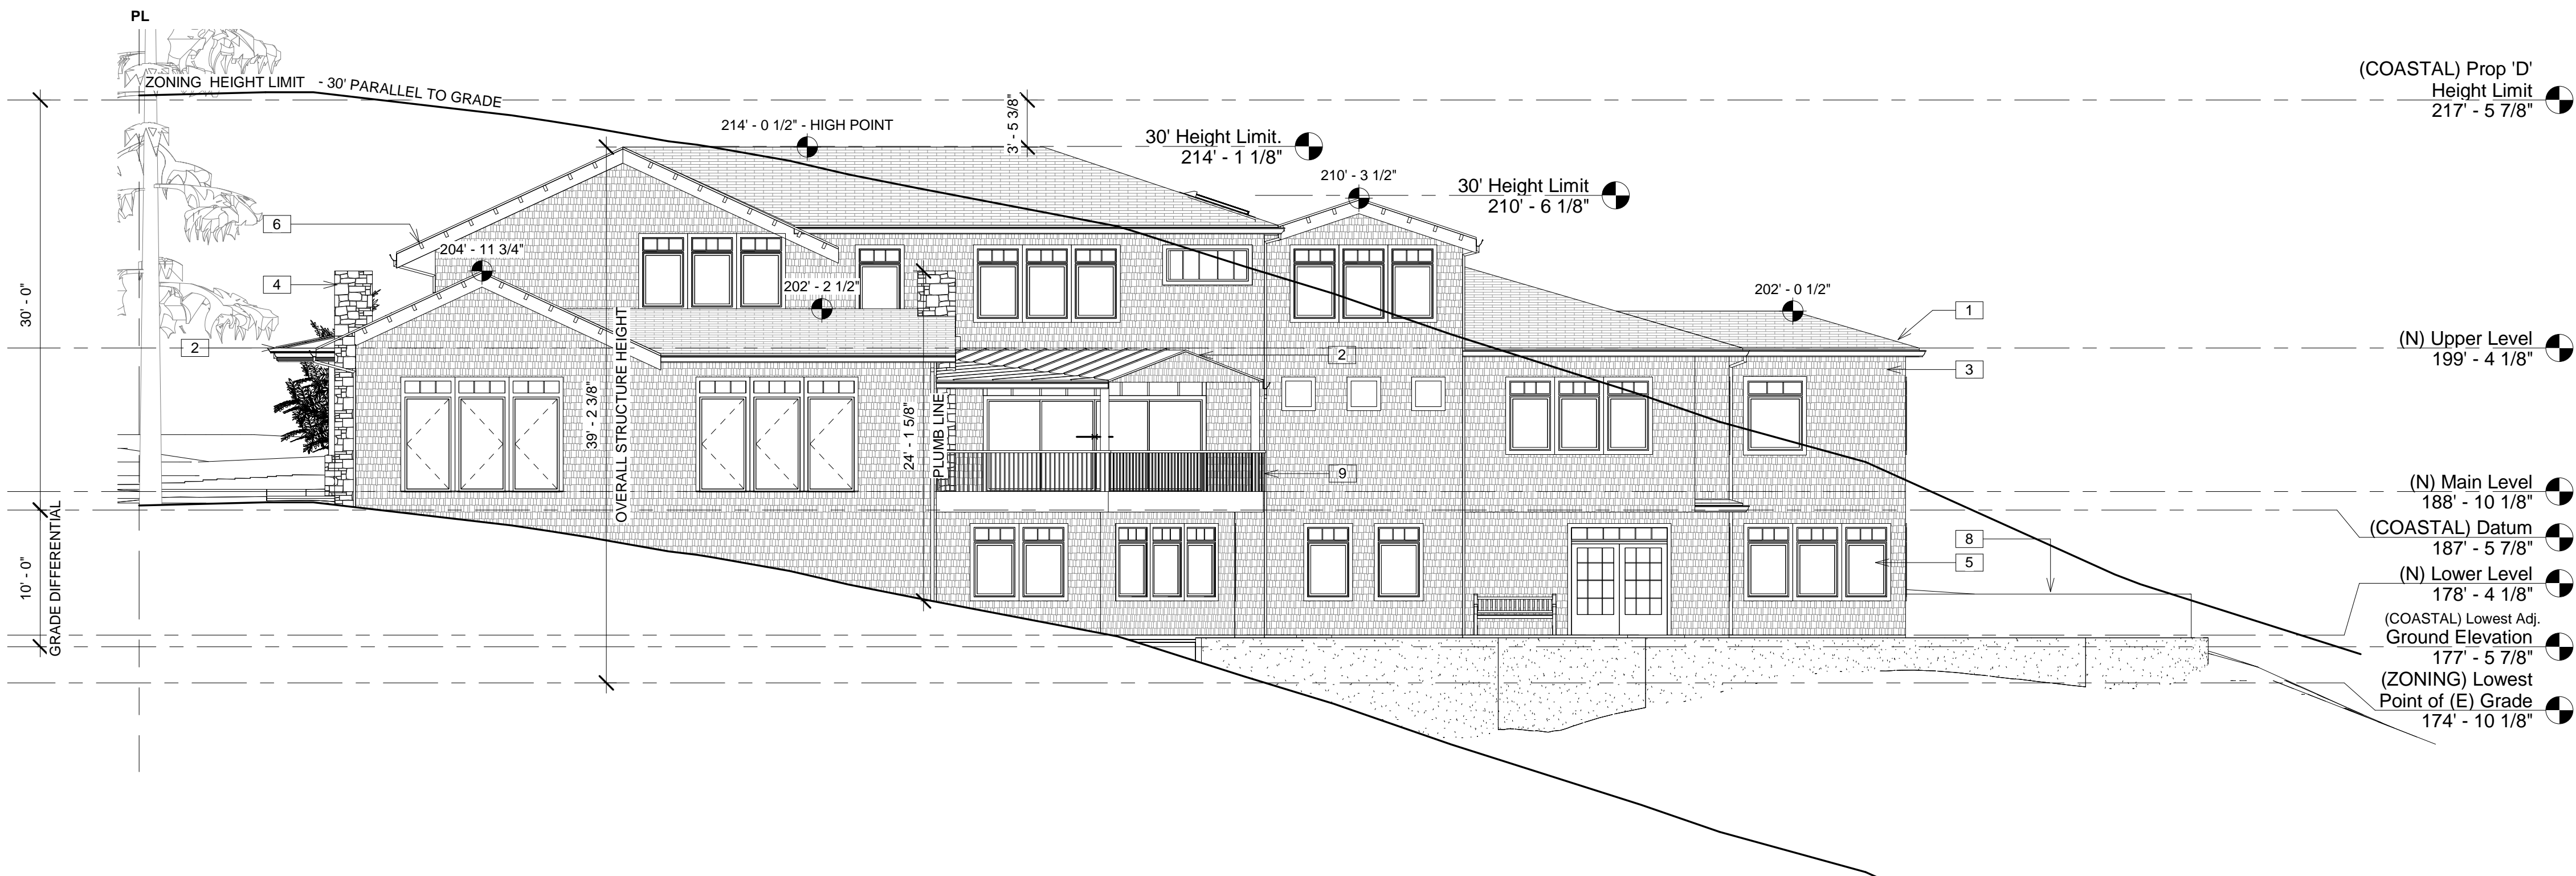 PL
ZONING HEIGHT LIMIT - 30' PARALLEL TO GRADE
(COASTAL) Prop 'D'
Height Limit
217' - 5 7/8"
3' - 5 3/8"
214' - 0 1/2" - HIGH POINT
30' Height Limit.
214' - 1 1/8"
210' - 3 1/2"
30' Height Limit
210' - 6 1/8"
6
204' - 11 3/4"
4
202' - 2 1/2"
202' - 0 1/2"
1
30' - 0"
2
2
(N) Upper Level
199' - 4 1/8"
3
39' - 2 3/8"
OVERALL STRUCTURE HEIGHT
24' - 1 5/8"
PLUMB LINE
9
(N) Main Level
188' - 10 1/8"
(COASTAL) Datum
187' - 5 7/8"
8
5
10' - 0"
GRADE DIFFERENTIAL
(N) Lower Level
178' - 4 1/8"
(COASTAL) Lowest Adj.
Ground Elevation
177' - 5 7/8"
(ZONING) Lowest
Point of (E) Grade
174' - 10 1/8"